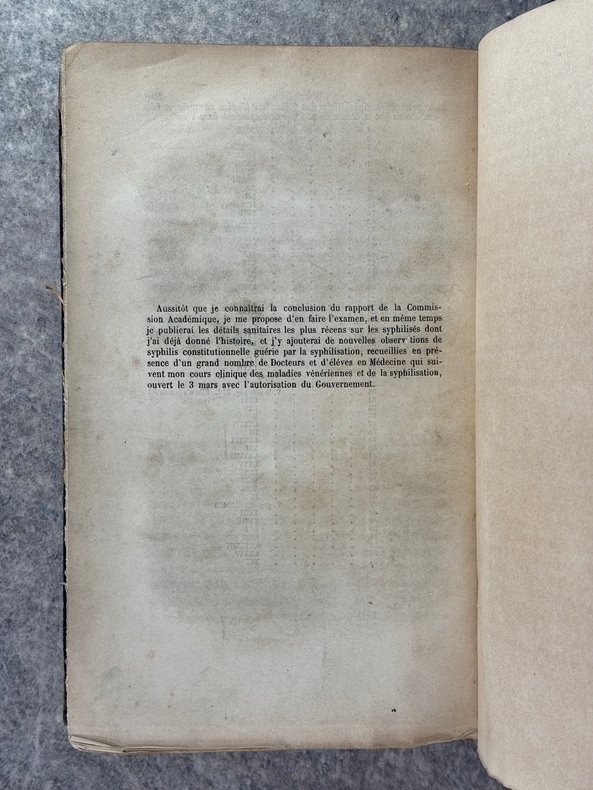 Aussitôt que je connaîtrai la conclusion du rapport de la Commis-
sion Académique, je me propose d'en faire l'examen, et en même temps
je publierai les détails sanitaires les plus récens sur les syphilisés dont
j'ai déjà donné l'histoire, et j'y ajouterai de nouvelles observ tions de
syphilis constitutionnelle guérie par la syphilisation, recueillies en pré-
sence d'un grand nombre de Docteurs et d'éléves en Médecine qui sui-
vent mon cours clinique des maladies vénériennes et de la syphilisation,
ouvert le 3 mars avec l'autorisation du Gouvernement.